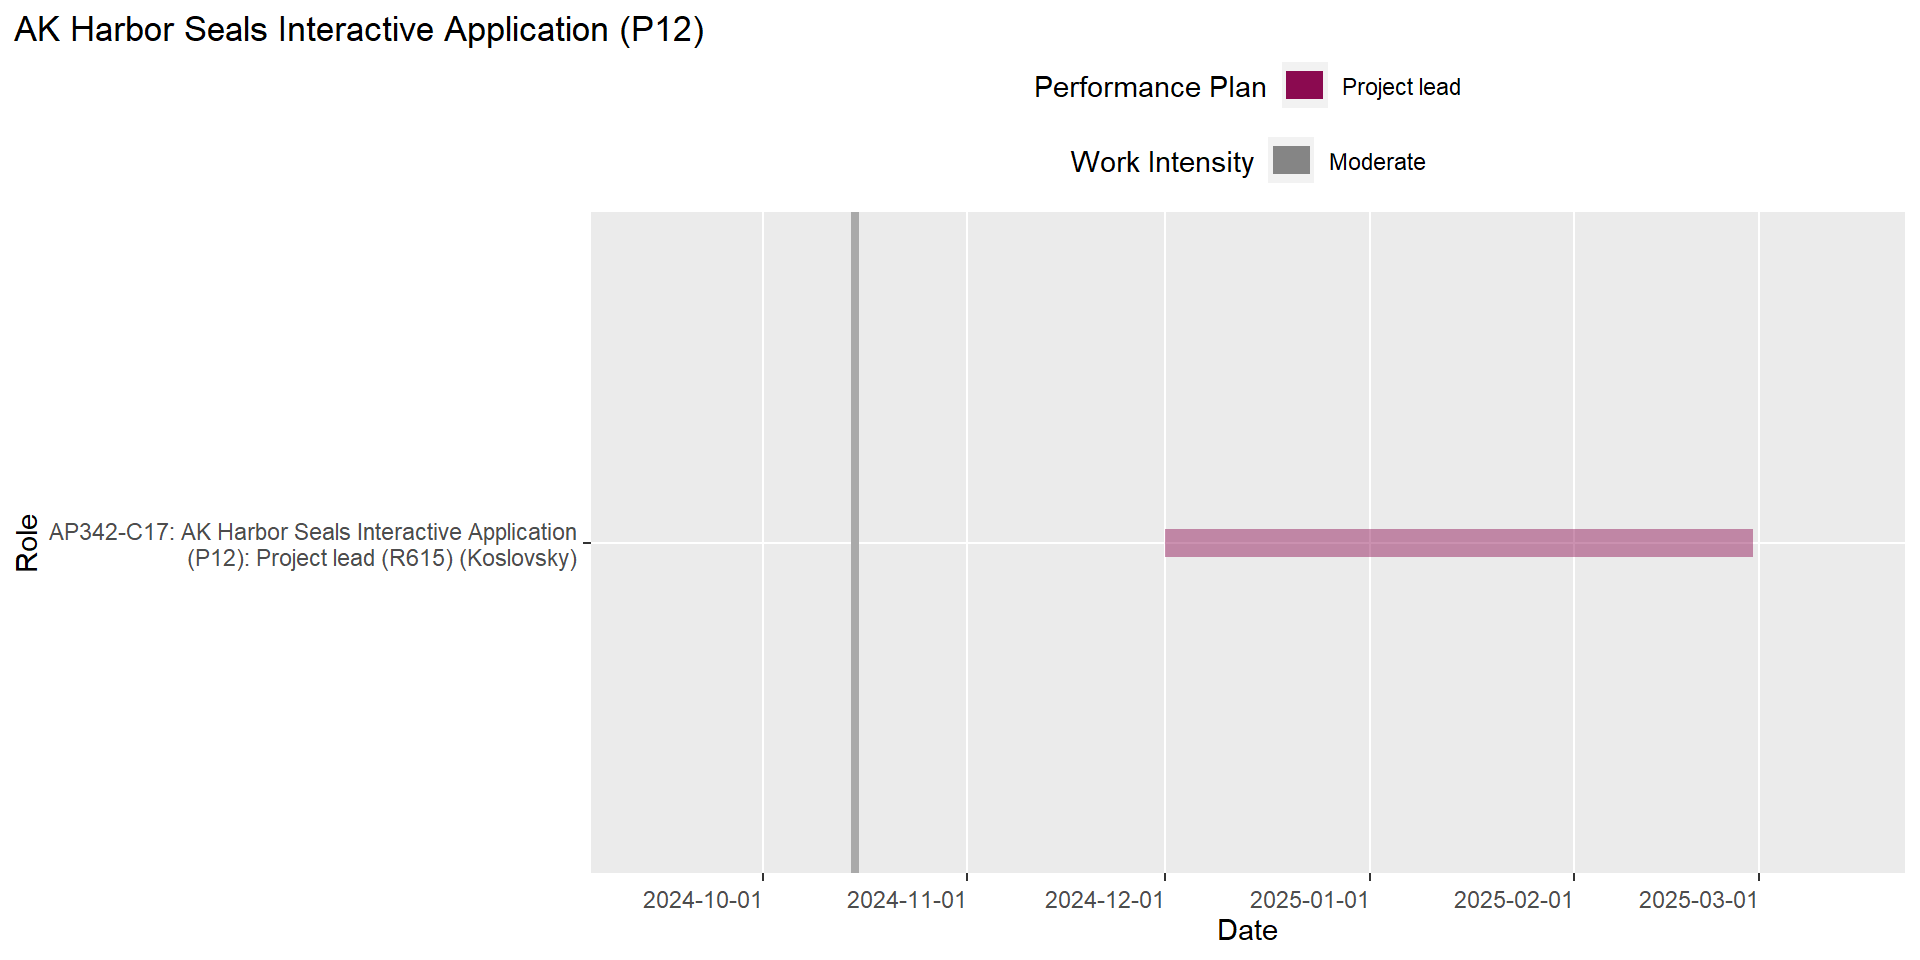 AK Harbor Seals Interactive Application (P12)
Performance Plan Project lead
Work Intensity Moderate
Role
AP342-C17: AK Harbor Seals Interactive Application
(P12): Project lead (R615) (Koslovsky)
2024-10-01 2024-11-01 2024-12-01 2025-01-01 2025-02-01 2025-03-01
Date